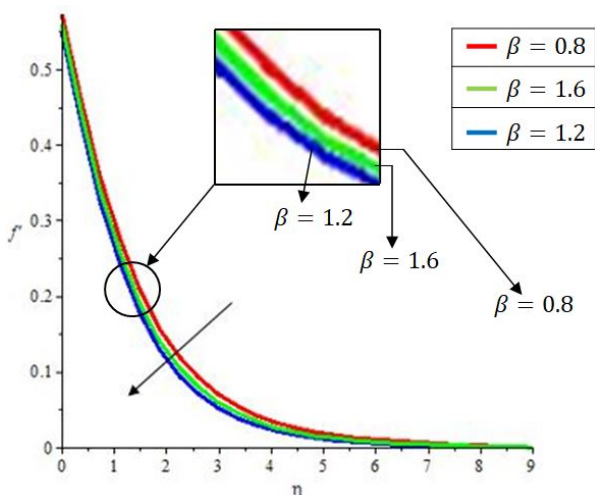 β = 0.8
β = 1.6
β = 1.2
β = 1.2
β = 1.6
β = 0.8
0.5
0.4
0.3
0.2
0.1
0
0 1 2 3 4 5 6 7 8 9
f'
n